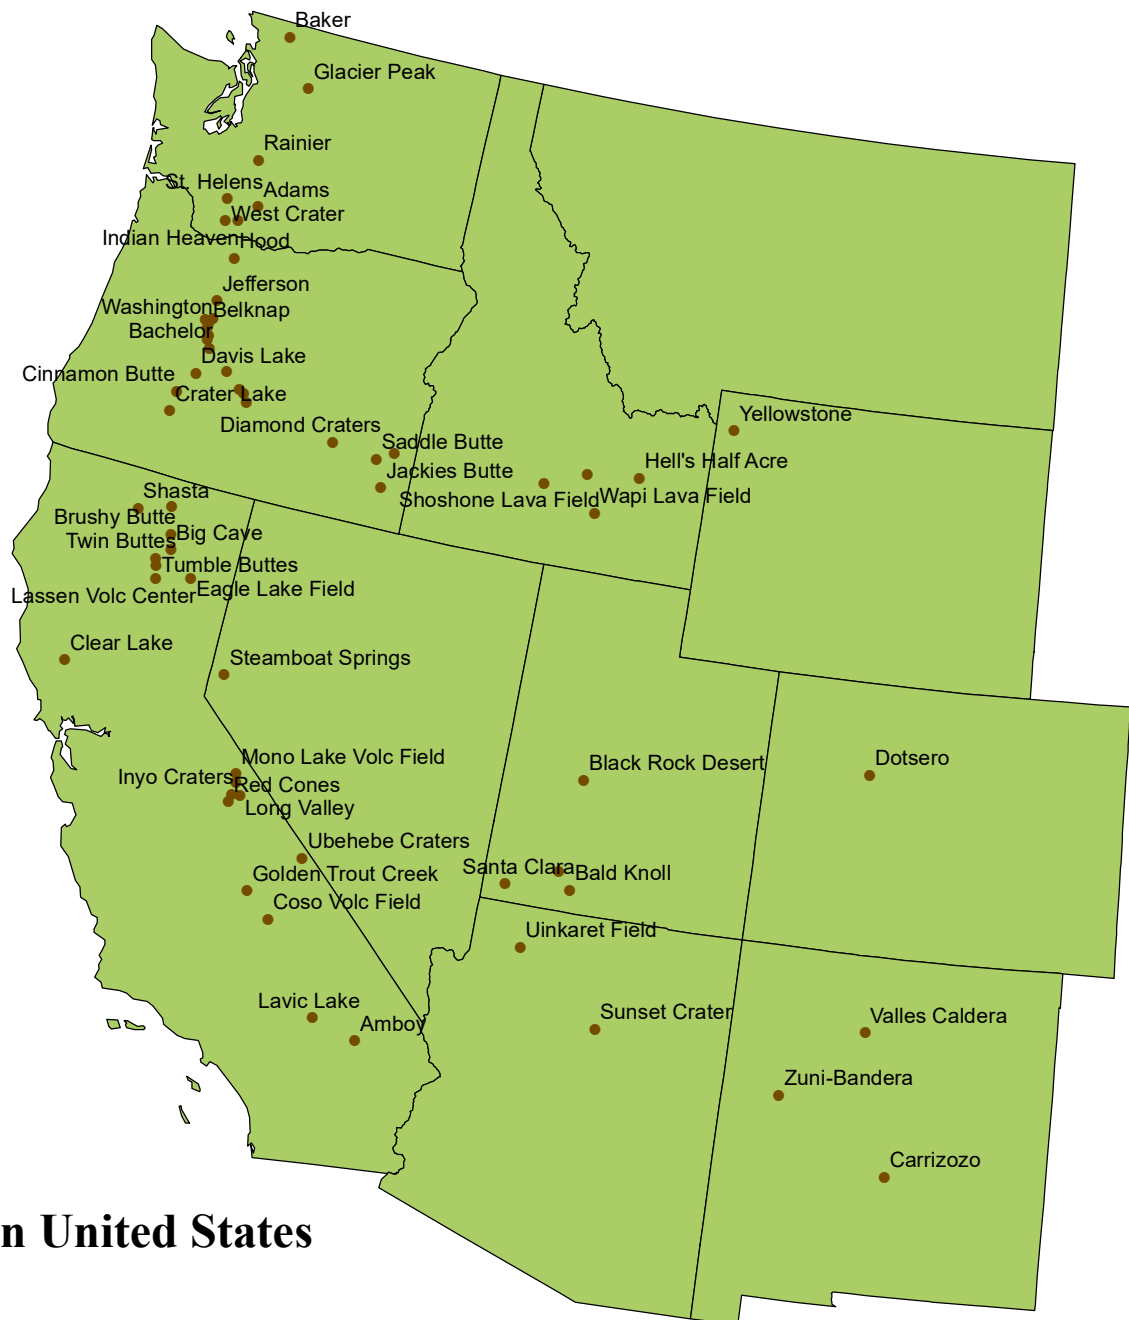 Baker
Glacier Peak
Rainier
St. Helens
Adams
West Crater
Indian Heaven
Hood
Jefferson
Washington
Belknap
Bachelor
Davis Lake
Cinnamon Butte
Crater Lake
Diamond Craters
Saddle Butte
Jackies Butte
Yellowstone
Hell's Half Acre
Shoshone Lava Field
Wapi Lava Field
Shasta
Brushy Butte
Big Cave
Twin Buttes
Tumble Buttes
Lassen Volc Center
Eagle Lake Field
Clear Lake
Steamboat Springs
Mono Lake Volc Field
Inyo Craters
Red Cones
Long Valley
Black Rock Desert
Dotsero
Ubehebe Craters
Golden Trout Creek
Santa Clara
Bald Knoll
Coso Volc Field
Uinkaret Field
Lavic Lake
Amboy
Sunset Crater
Valles Caldera
Zuni-Bandera
Carrizozo
n United States